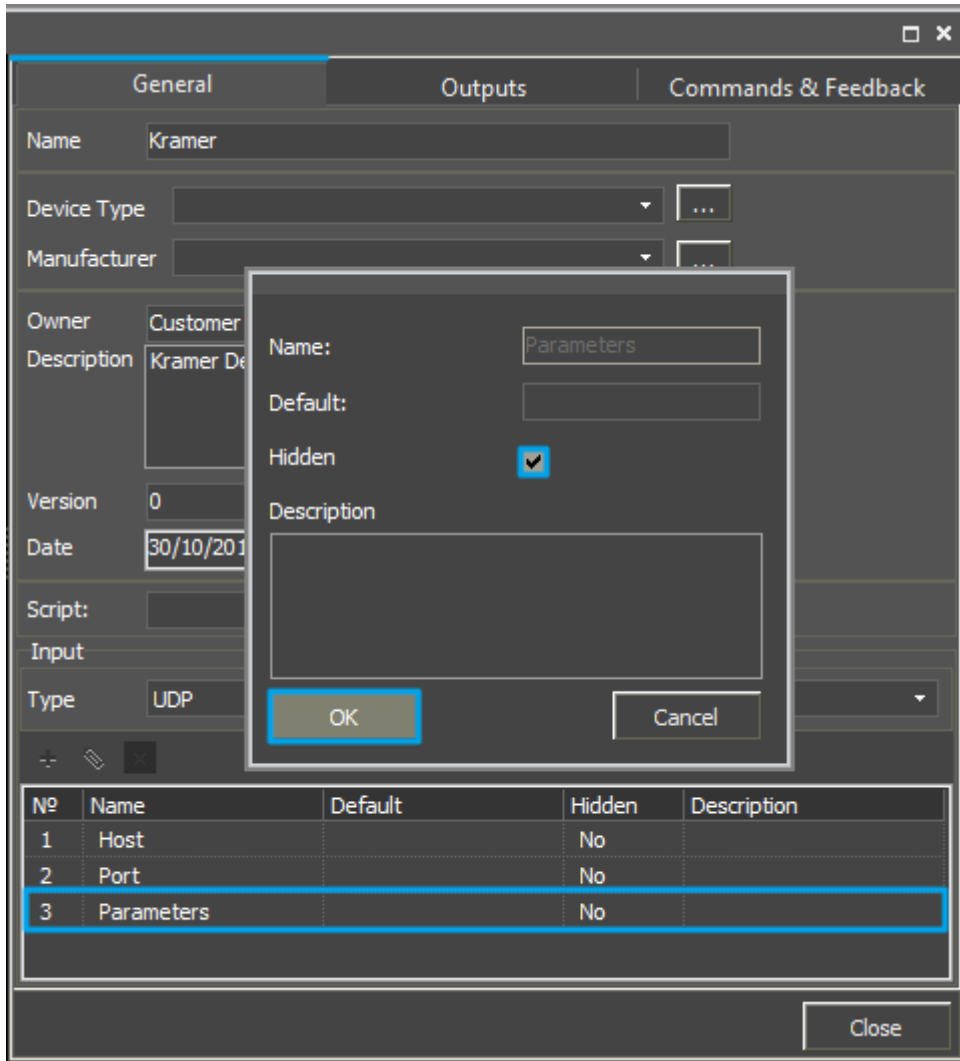 General Outputs Commands & Feedback
Name Kramer
Device Type ...
Manufacturer ...
Owner Customer
Description Kramer De
Version 0
Date 30/10/201
Script:
Input
Type UDP
Name: Parameters
Default:
Hidden
Description
OK Cancel
Nº Name Default Hidden Description
1 Host No
2 Port No
3 Parameters No
Close